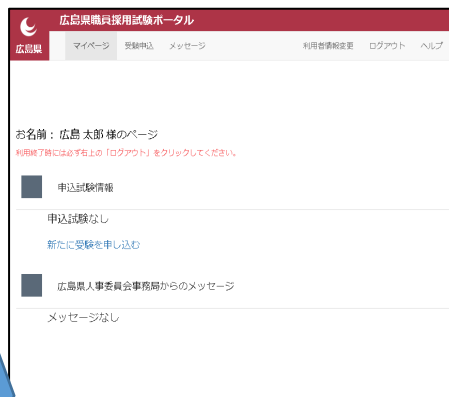 広島県職員採用試験ポータル
広島県
マイページ 受験申込 メッセージ 利用者情報変更 ログアウト ヘルプ
お名前： 広島 太郎 様のページ
利用終了時には必ず右上の「ログアウト」をクリックしてください。
申込試験情報
申込試験なし
新たに受験を申し込む
広島県人事委員会事務局からのメッセージ
メッセージなし